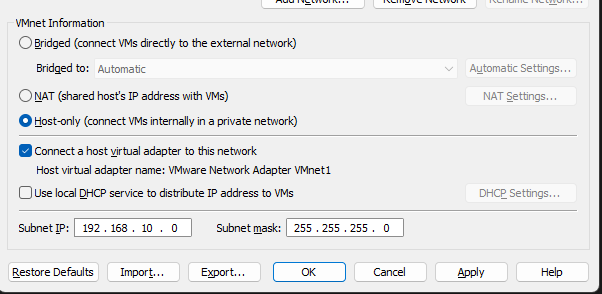 Add Network... Remove Network Rename Network...
VMnet Information
Bridged (connect VMs directly to the external network)
Bridged to: Automatic Automatic Settings...
NAT (shared host's IP address with VMs) NAT Settings...
Host-only (connect VMs internally in a private network)
Connect a host virtual adapter to this network
Host virtual adapter name: VMware Network Adapter VMnet1
Use local DHCP service to distribute IP address to VMs DHCP Settings...
Subnet IP: 192 . 168 . 10 . 0 Subnet mask: 255 . 255 . 255 . 0
Restore Defaults Import... Export... OK Cancel Apply Help